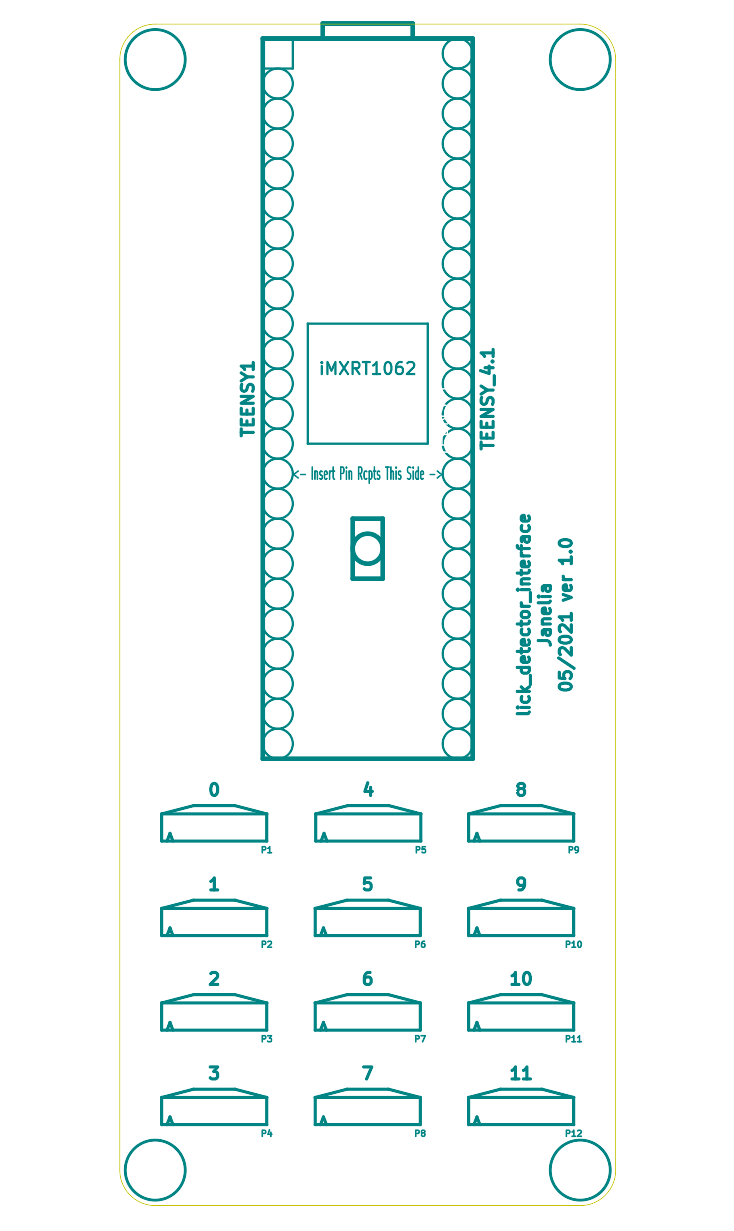 iMXRT1062
TEENSY1
TEENSY_4.1
<- Insert Pin Rcpts This Side ->
lick_detector_interface
Janelia
05/2021 ver 1.0
0
4
8
P1
P5
P9
1
5
9
P2
P6
P10
2
6
10
P3
P7
P11
3
7
11
P4
P8
P12